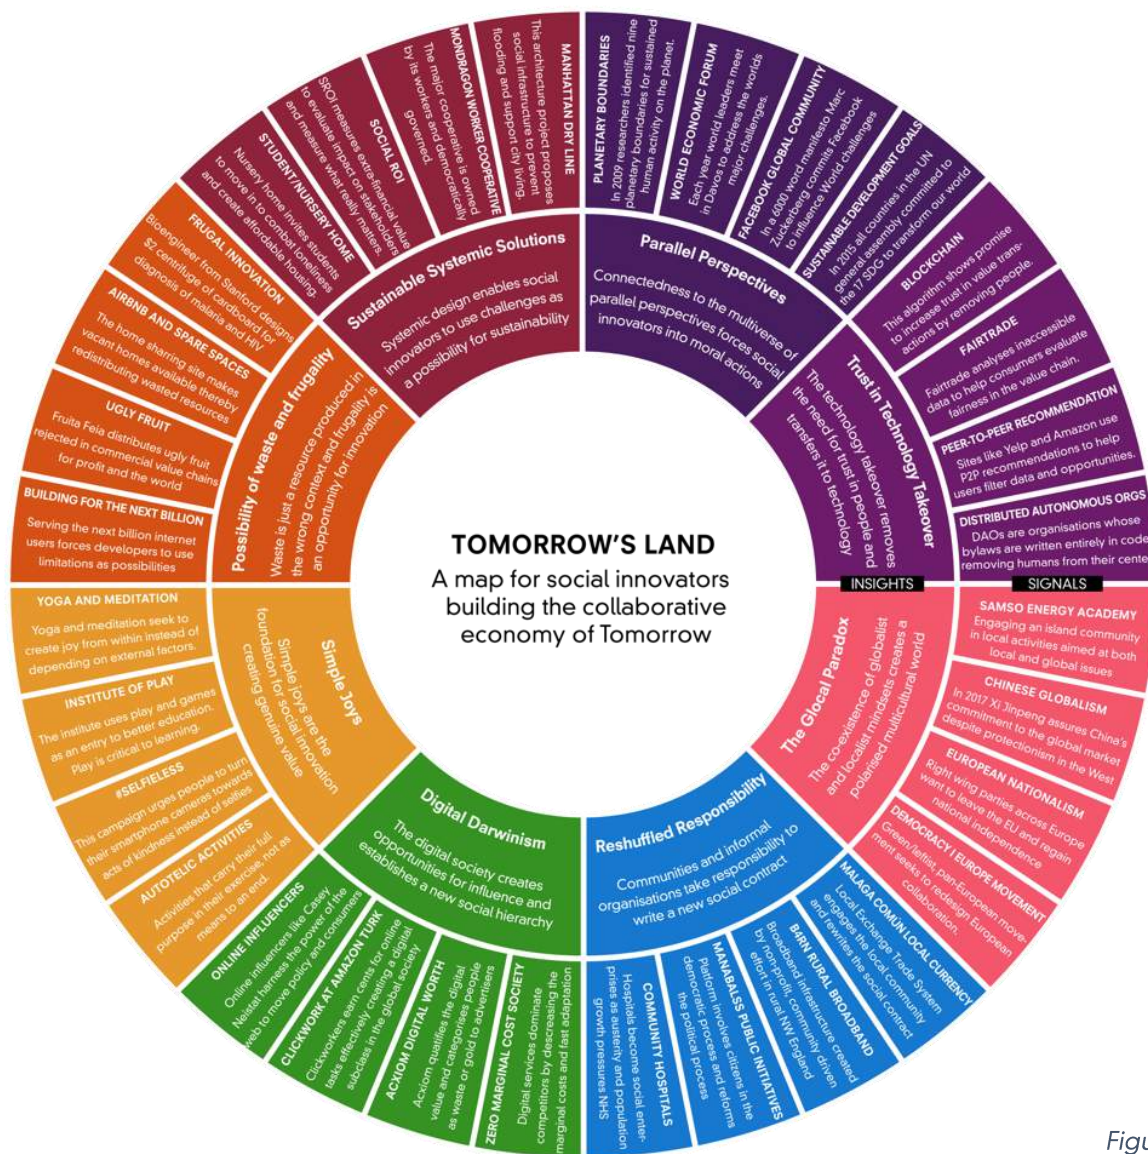 TOMORROW'S LAND
A map for social innovators
building the collaborative
economy of Tomorrow
INSIGHTS
SIGNALS
Parallel Perspectives
Connectedness to the multiverse of
parallel perspectives forces social
innovators into moral actions
PLANETARY BOUNDARIES
In 2009 researchers identified nine
planetary boundaries for sustained
human activity on the planet.
WORLD ECONOMIC FORUM
Each year world leaders meet
in Davos to address the worlds
major challenges.
FACEBOOK GLOBAL COMMUNITY
In a 6000 word manifesto Marc
Zuckerberg commits Facebook
to influence World challenges
SUSTAINABLE DEVELOPMENT GOALS
In 2015 all countries in the UN
general assembly committed to
the 17 SDG to transform our world
Trust in Technology Takeover
The technology takeover removes
the need for trust in people and
transfers it to technology
BLOCKCHAIN
This algorithm shows promise
to increase trust in value trans-
actions by removing people.
FAIRTRADE
Fairtrade analyses inaccessible
data to help consumers evaluate
fairness in the value chain.
PEER-TO-PEER RECOMMENDATION
Sites like Yelp and Amazon use
P2P recommendations to help
users filter data and opportunities.
DISTRIBUTED AUTONOMOUS ORGS
DAOs are organisations whose
bylaws are written entirely in code
removing humans from their center
The Glocal Paradox
The co-existence of globalist
and localist mindsets creates a
polarised multicultural world
SAMSO ENERGY ACADEMY
Engaging an island community
in local activities aimed at both
local and global issues
CHINESE GLOBALISM
In 2017 Xi Jinpeng assures China's
commitment to the global market
despite protectionism in the West
EUROPEAN NATIONALISM
Right wing parties across Europe
want to leave the EU and regain
national independence
DEMOCRACY I EUROPE MOVEMENT
Green/leftist pan-European move-
ment seeks to redesign European
collaboration.
Reshuffled Responsibility
Communities and informal
organisations take responsibility to
write a new social contract
MALAGA COMÚN LOCAL CURRENCY
Local Exchange Trade System
engages the local community
and rewrites the social contract
B4RN RURAL BROADBAND
Broadband infrastructure created
by non-profit, community driven
effort in rural NW England
MANABALSS PUBLIC INITIATIVES
Platform involves citizens in the
democratic process and reforms
the political process
COMMUNITY HOSPITALS
Hospitals become social enter-
prises as austerity and population
growth pressures NHS
Digital Darwinism
The digital society creates
opportunities for influence and
establishes a new social hierarchy
ZERO MARGINAL COST SOCIETY
Digital services dominate
competitors by descreasing the
marginal costs and fast adaptation
ACXIOM DIGITAL WORTH
Acxiom quatifies the digital
value and categorises people
as waste or gold to advertisers
CLICKWORK AT AMAZON TURK
Clickworkers earn cents for online
tasks effectively creating a digital
subclass in the global society
ONLINE INFLUENCERS
Online influencers like Casey
Neistat harness the power of the
web to move policy and consumers
Simple Joys
Simple joys are the
foundation for social innovation
creating genuine value
AUTOTELIC ACTIVITIES
Activities that carry their full
purpose in their exercise, not as
means to an end.
#SELFIELESS
This campaign urges people to turn
their smartphone cameras towards
acts of kindness instead of selfies
INSTITUTE OF PLAY
The institute uses play and games
as an entry to better education.
Play is critical to learning.
YOGA AND MEDITATION
Yoga and meditation seek to
create joy from within instead of
depending on external factors.
Possibility of waste and frugality
Waste is just a resource produced in
the wrong context and frugality is
an opportunity for innovation
BUILDING FOR THE NEXT BILLION
Serving the next billion internet
users forces developers to use
limitations as possibilities
UGLY FRUIT
Fruita Feia distributes ugly fruit
rejected in commercial value chains
for profit and the world
AIRBNB AND SPARE SPACES
The home sharring site makes
vacant homes available thereby
redistributing wasted resources
FRUGAL INNOVATION
Bioengineer from Stanford designs
$2 centrifuge of cardboard for
diagnosis of malaria and HIV
Sustainable Systemic Solutions
Systemic design enables social
innovators to use challenges as
a possibility for sustainability
STUDENT/NURSERY HOME
Nursery home invites students
to move in to combat loneliness
and create affordable housing.
SOCIAL ROI
SROI measures extra-financial value
to evaluate impact on stakeholders
and measure what really matters.
MONDRAGON WORKER COOPERATIVE
The major cooperative is owned
by its workers and democratically
governed.
MANHATTAN DRY LINE
This architecture project proposes
social infrastructure to prevent
flooding and support city living.